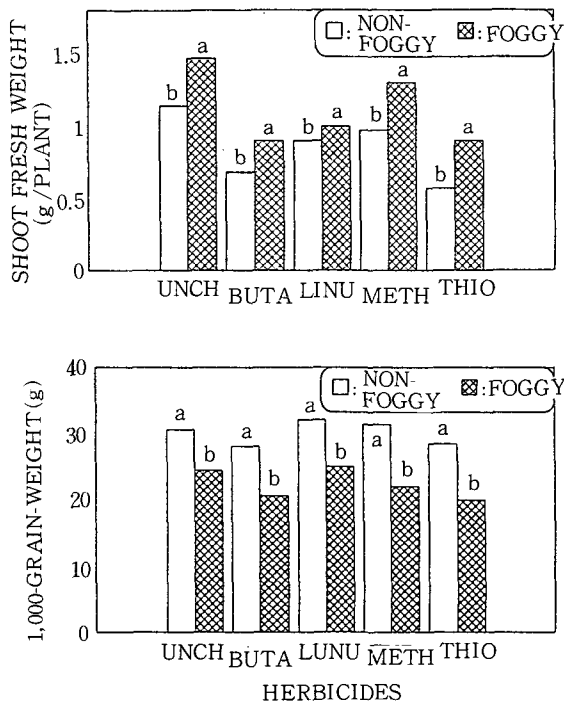 SHOOT FRESH WEIGHT
(g/PLANT)
1.5
1
0.5
0
□: NON-FOGGY ▩:FOGGY
b a b a b a b a b a
UNCH BUTA LINU METH THIO
1,000-GRAIN-WEIGHT(g)
40
30
20
10
0
□: NON-FOGGY ▩:FOGGY
a b a b a b a b a b
UNCH BUTA LUNU METH THIO
HERBICIDES